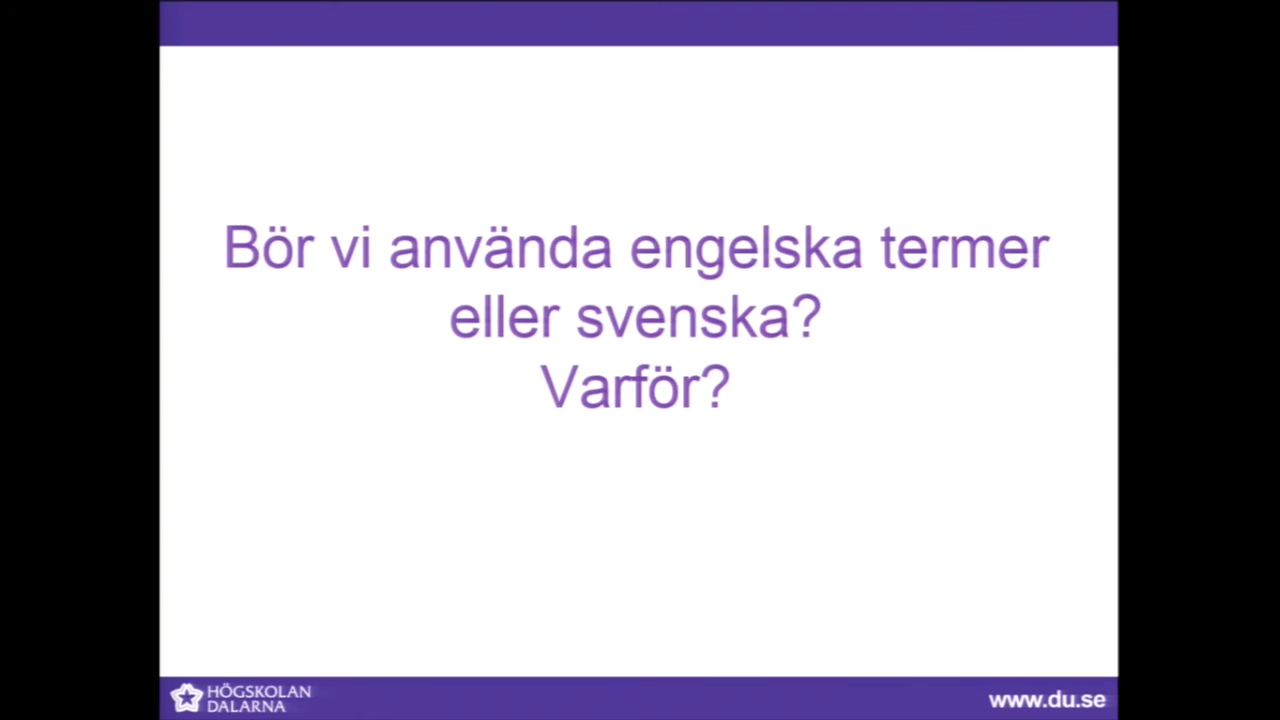 Bör vi använda engelska termer
eller svenska?
Varför?
HÖGSKOLAN
DALARNA
www.du.se